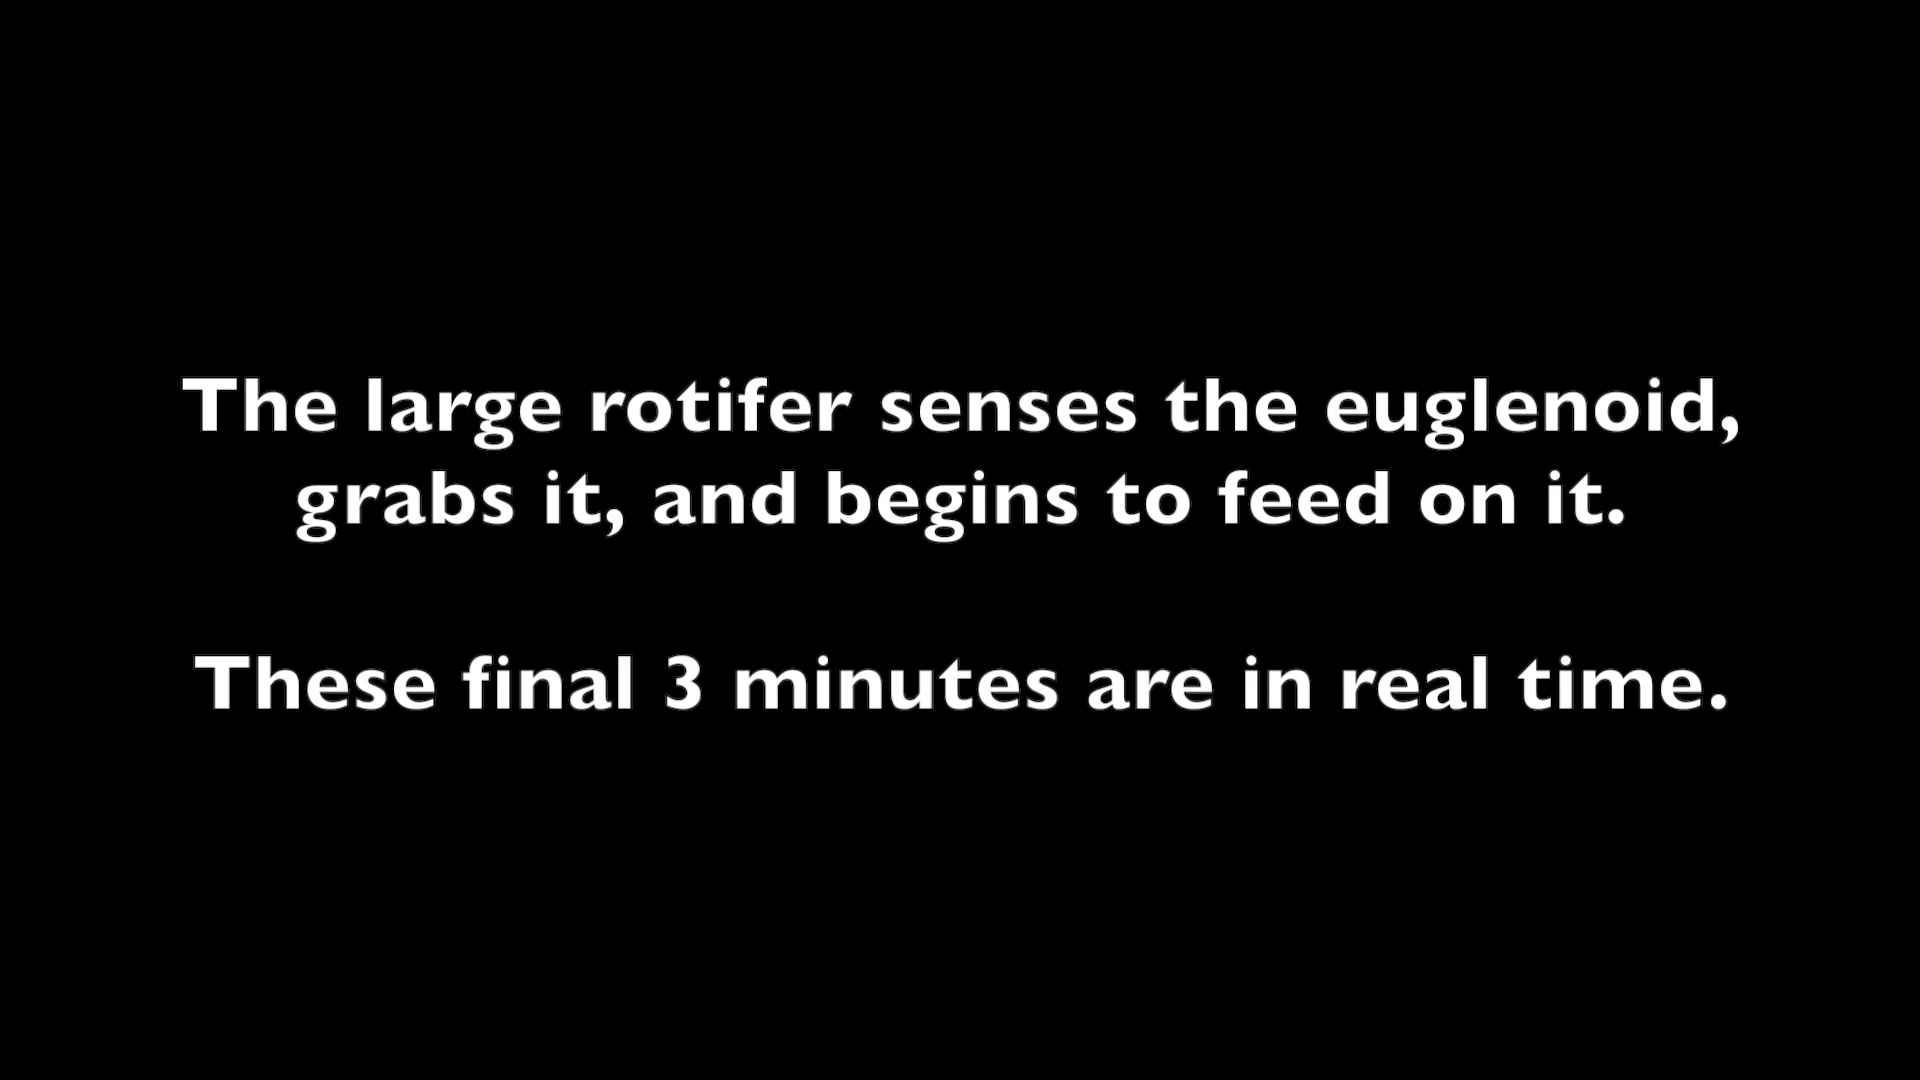 The large rotifer senses the euglenoid,
grabs it, and begins to feed on it.
These final 3 minutes are in real time.